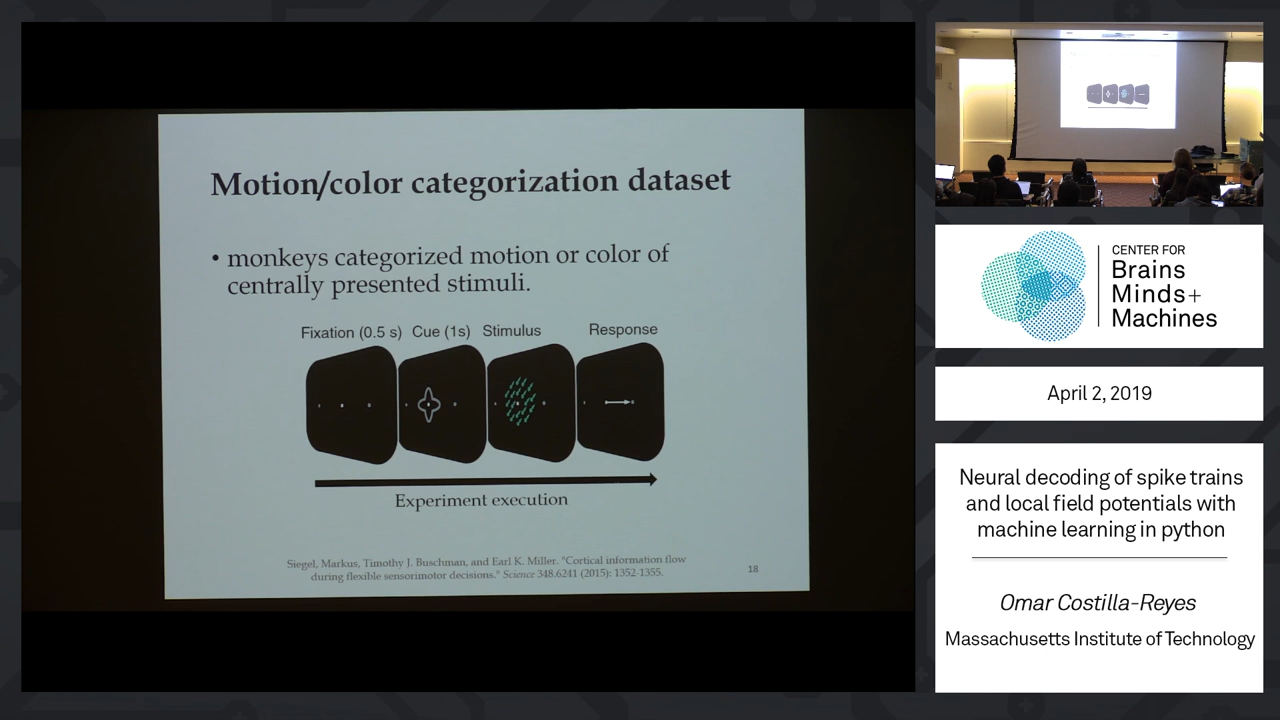 Motion/color categorization dataset
• monkeys categorized motion or color of
centrally presented stimuli.
Fixation (0.5 s) Cue (1s) Stimulus Response
Experiment execution
Siegel, Markus, Timothy J. Buschman, and Earl K. Miller. "Cortical information flow
during flexible sensorimotor decisions." Science 348.6241 (2015): 1352-1355.
18
CENTER FOR
Brains
Minds+
Machines
April 2, 2019
Neural decoding of spike trains
and local field potentials with
machine learning in python
Omar Costilla-Reyes
Massachusetts Institute of Technology